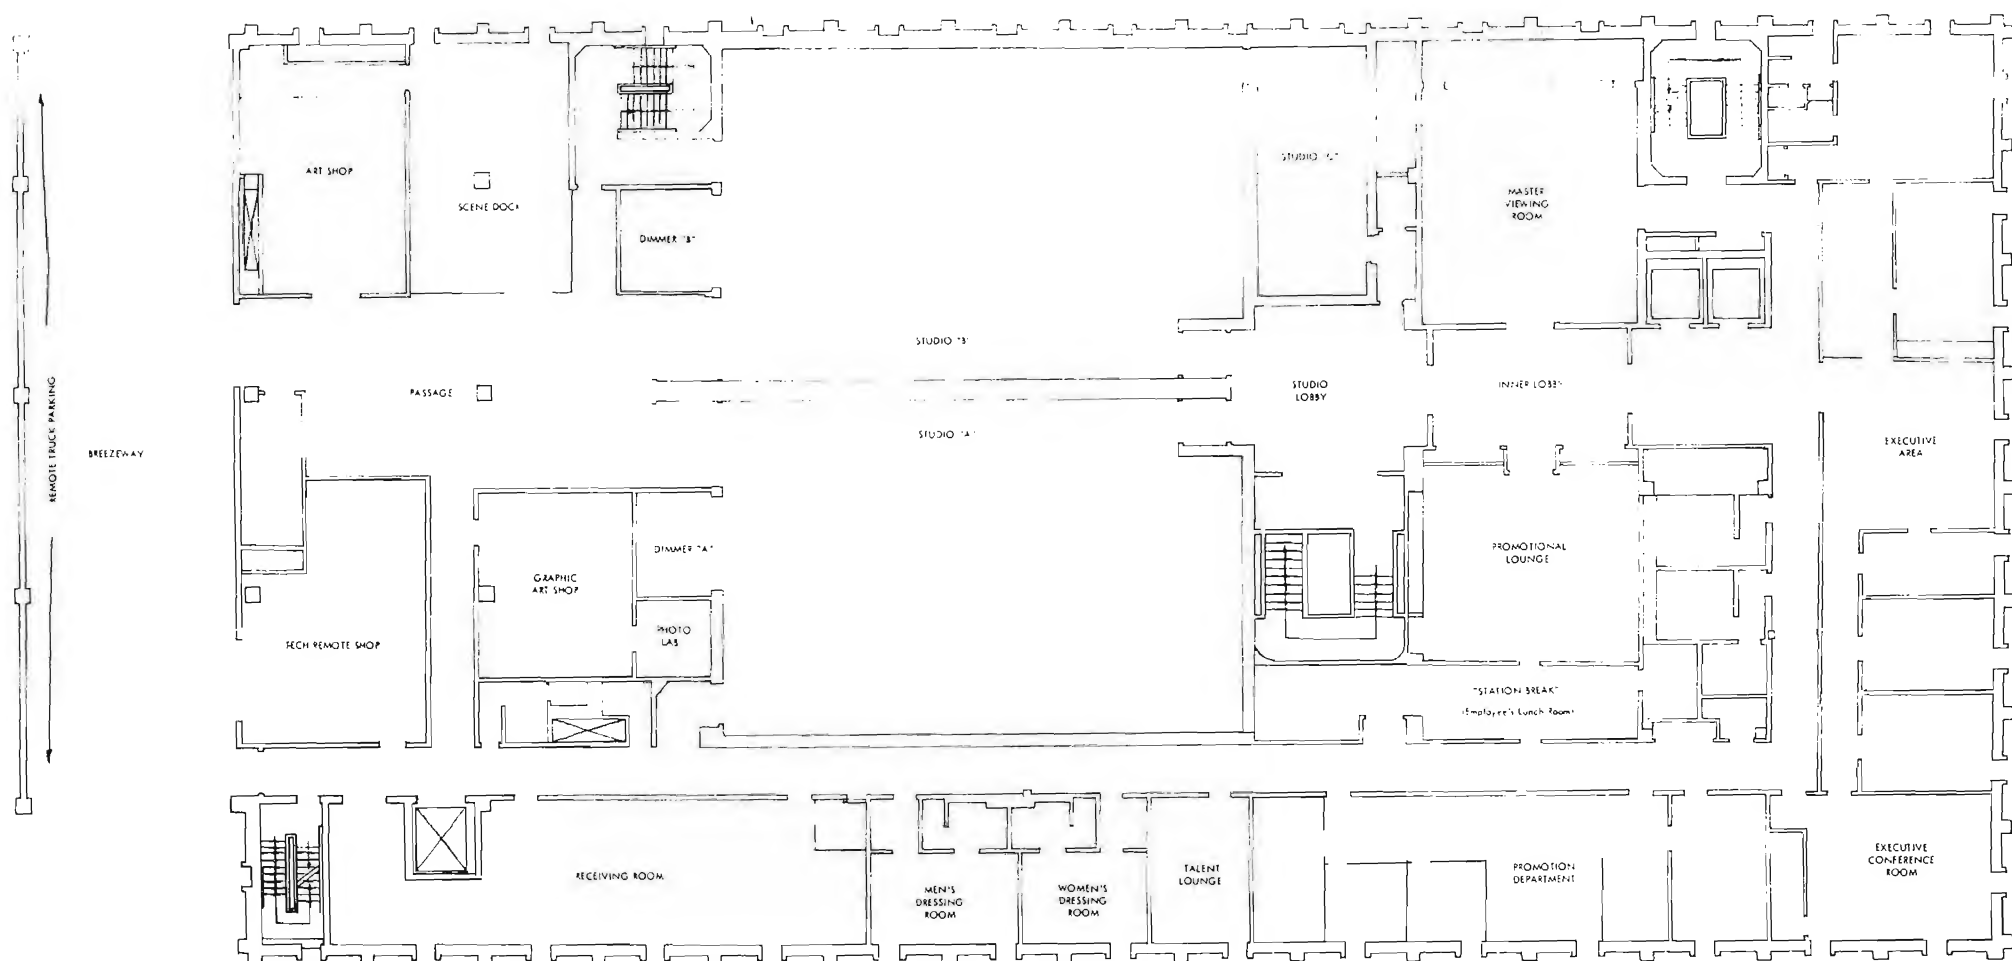 ART SHOP
SCENE DOCK
DIMMER "B"
STUDIO "C"
MASTER
VIEWING
ROOM
STUDIO "B"
REMOTE TRUCK PARKING
BREEZEWAY
PASSAGE
STUDIO "A"
STUDIO
LOBBY
INNER LOBBY
EXECUTIVE
AREA
TECH REMOTE SHOP
GRAPHIC
ART SHOP
DIMMER "A"
PHOTO
LAB
PROMOTIONAL
LOUNGE
"STATION BREAK"
(Employee's Lunch Room)
RECEIVING ROOM
MEN'S
DRESSING
ROOM
WOMEN'S
DRESSING
ROOM
TALENT
LOUNGE
PROMOTION
DEPARTMENT
EXECUTIVE
CONFERENCE
ROOM